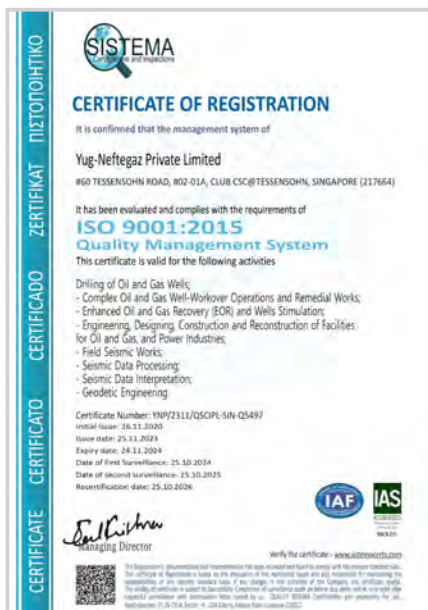 SISTEMA
Certifications and Inspections
CERTIFICATE OF REGISTRATION
It is confirmed that the management system of
Yug-Neftegaz Private Limited
#60 TESSENSOHN ROAD, #02-01A, CLUB CSC@TESSENSOHN, SINGAPORE (217664)
It has been evaluated and complies with the requirements of
ISO 9001:2015
Quality Management System
This certificate is valid for the following activities
Drilling of Oil and Gas Wells;
- Complex Oil and Gas Well-Workover Operations and Remedial Works;
- Enhanced Oil and Gas Recovery (EOR) and Wells Stimulation;
- Engineering, Designing, Construction and Reconstruction of Facilities
for Oil and Gas, and Power Industries;
- Field Seismic Works;
- Seismic Data Processing;
- Seismic Data Interpretation;
- Geodetic Engineering.
Certificate Number: YNP/2311/QSCIPL-SIN-QS497
Initial Issue: 26.11.2020
Issue date: 25.11.2023
Expiry date: 24.11.2024
Date of First Surveillance: 25.10.2024
Date of second surveillance: 25.10.2025
Recertification date: 25.10.2026
IAF
IAS
Managing Director
Verify the certificate:- www.sistemacerts.com
CERTIFICATE
CERTIFICATO
CERTIFICADO
ZERTIFIKAT
ΠΙΣΤΟΠΟΙΗΤΙΚΟ